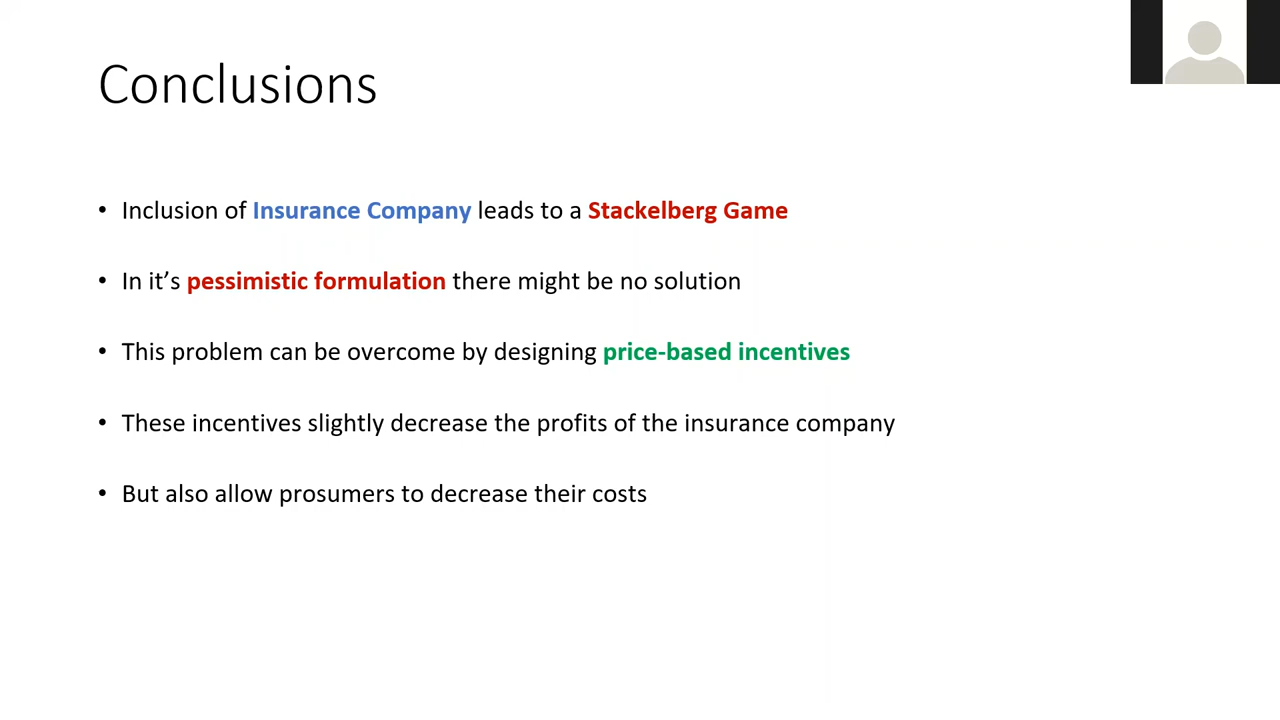 Conclusions
• Inclusion of Insurance Company leads to a Stackelberg Game
• In it’s pessimistic formulation there might be no solution
• This problem can be overcome by designing price-based incentives
• These incentives slightly decrease the profits of the insurance company
• But also allow prosumers to decrease their costs